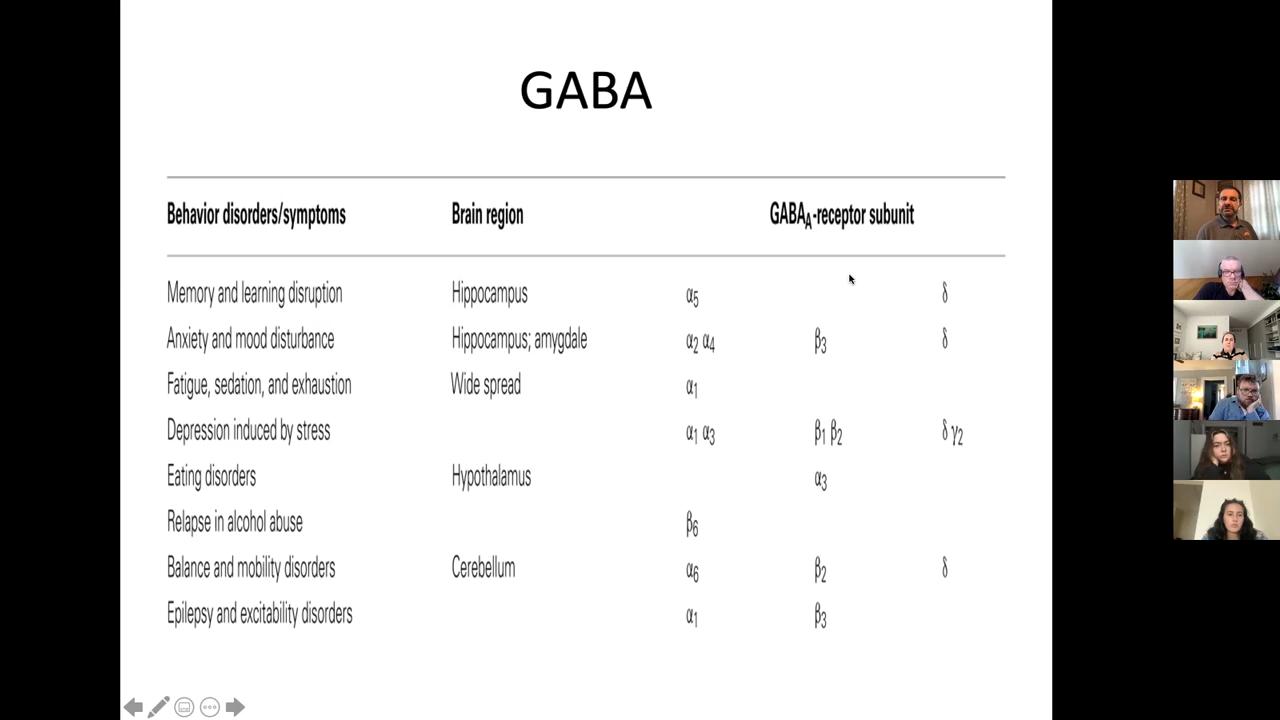 GABA
Behavior disorders/symptoms Brain region GABAA-receptor subunit
Memory and learning disruption Hippocampus α5 δ
Anxiety and mood disturbance Hippocampus; amygdale α2 α4 β3 δ
Fatigue, sedation, and exhaustion Wide spread α1
Depression induced by stress α1 α3 β1 β2 δ γ2
Eating disorders Hypothalamus α3
Relapse in alcohol abuse β6
Balance and mobility disorders Cerebellum α6 β2 δ
Epilepsy and excitability disorders α1 β3